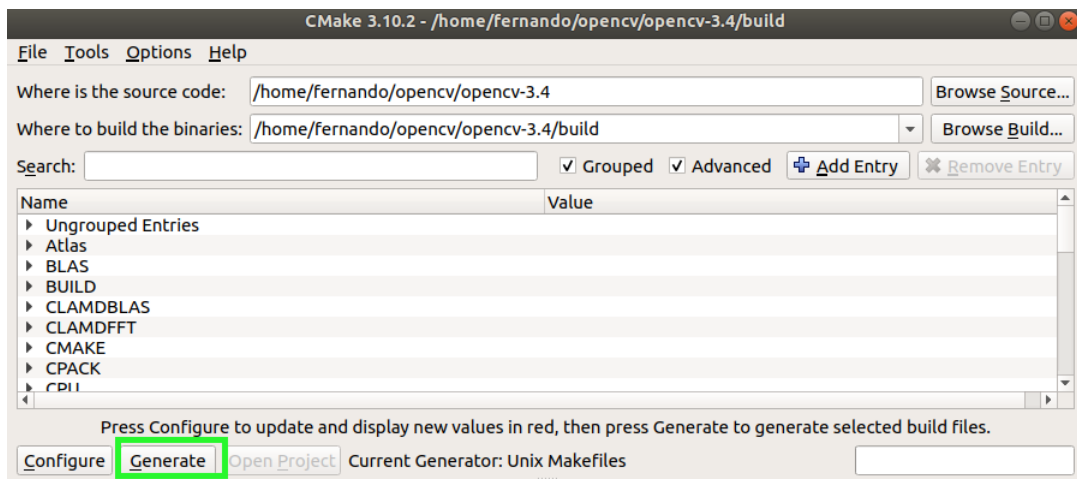 CMake 3.10.2 - /home/fernando/opencv/opencv-3.4/build
File Tools Options Help
Where is the source code: /home/fernando/opencv/opencv-3.4 Browse Source...
Where to build the binaries: /home/fernando/opencv/opencv-3.4/build Browse Build...
Search: Grouped Advanced Add Entry Remove Entry
Name Value
Ungrouped Entries
Atlas
BLAS
BUILD
CLAMDBLAS
CLAMDFFT
CMAKE
CPACK
CPU
Press Configure to update and display new values in red, then press Generate to generate selected build files.
Configure Generate Open Project Current Generator: Unix Makefiles